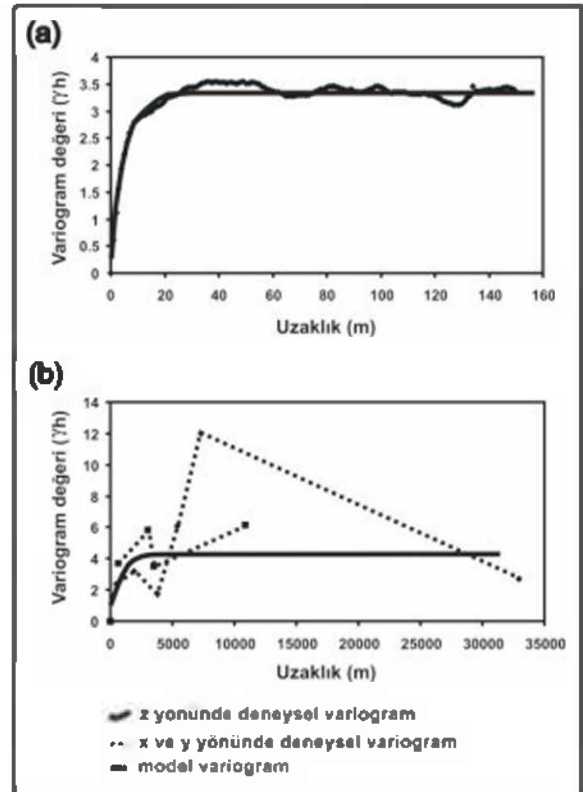 (a)
Variogram değeri (γh)
4
3.5
3
2.5
2
1.5
1
0.5
0
0 20 40 60 80 100 120 140 160
Uzaklık (m)
(b)
Variogram değeri (γh)
14
12
10
8
6
4
2
0
0 5000 10000 15000 20000 25000 30000 35000
Uzaklık (m)
z yonunde deneysel variogram
x ve y yönünde deneysel variogram
model variogram